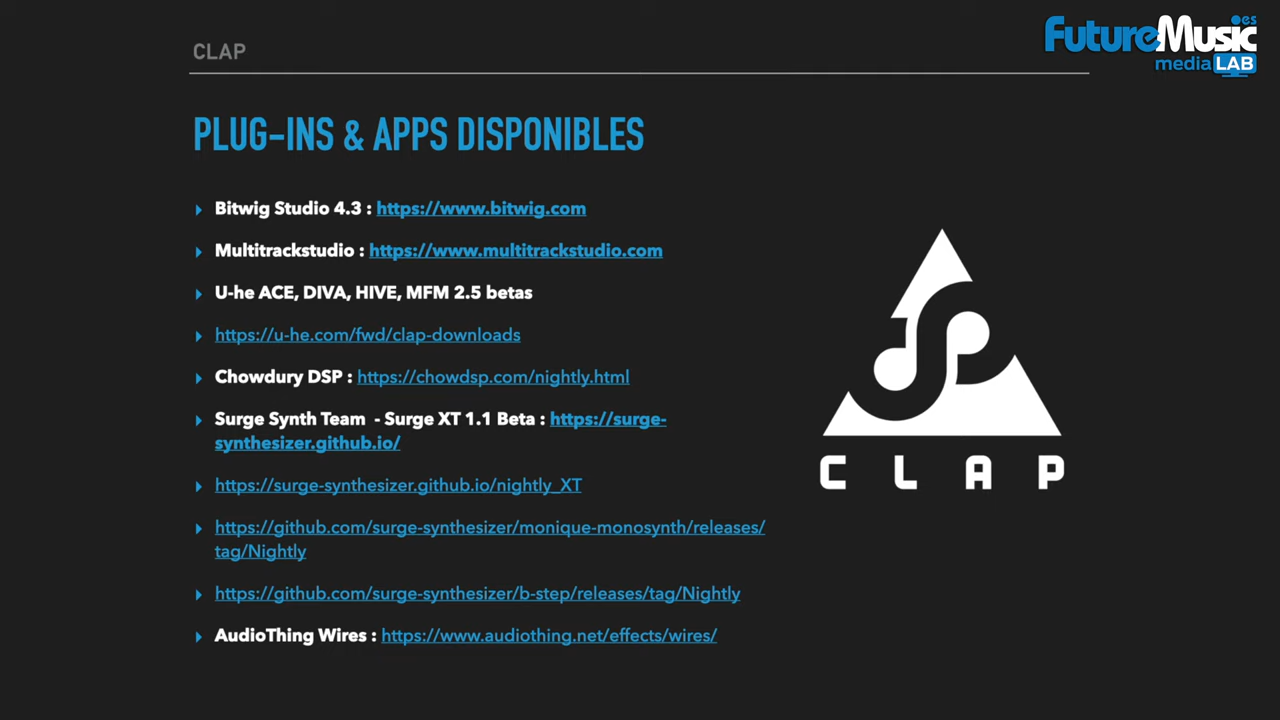 CLAP
FutureMusic.es
media LAB
PLUG-INS & APPS DISPONIBLES
Bitwig Studio 4.3 : https://www.bitwig.com
Multitrackstudio : https://www.multitrackstudio.com
U-he ACE, DIVA, HIVE, MFM 2.5 betas
https://u-he.com/fwd/clap-downloads
Chowdury DSP : https://chowdsp.com/nightly.html
Surge Synth Team - Surge XT 1.1 Beta : https://surge-
synthesizer.github.io/
https://surge-synthesizer.github.io/nightly_XT
https://github.com/surge-synthesizer/monique-monosynth/releases/
tag/Nightly
https://github.com/surge-synthesizer/b-step/releases/tag/Nightly
AudioThing Wires : https://www.audiothing.net/effects/wires/
CLAP